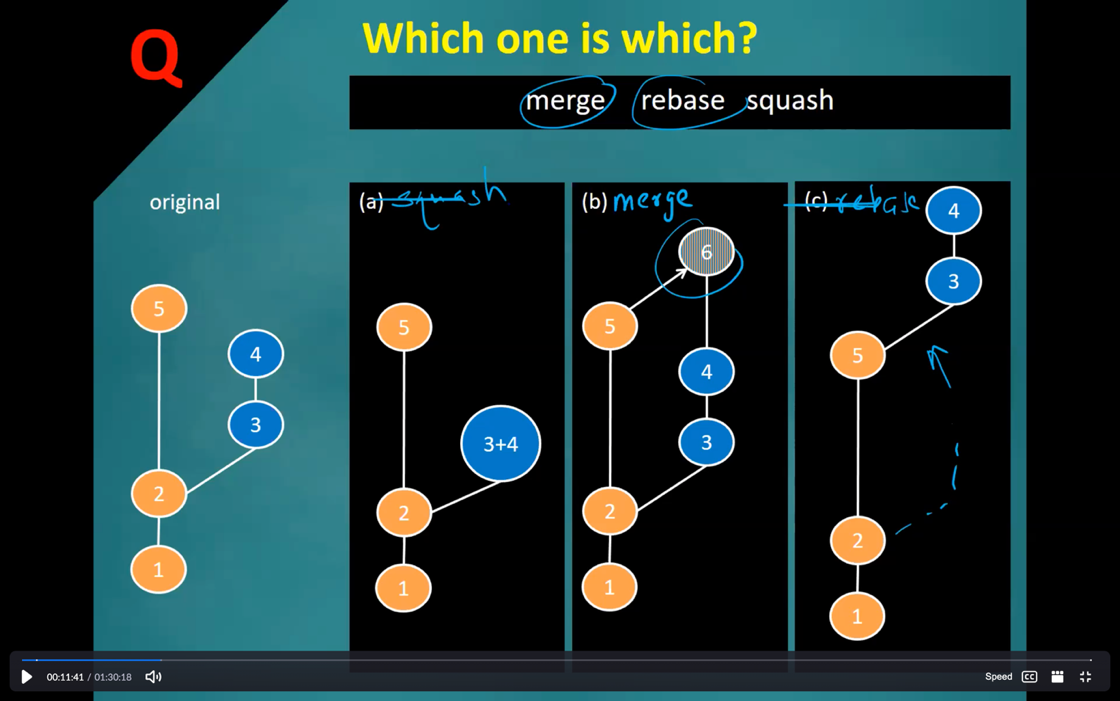 Q
Which one is which?
merge rebase squash
original
(a) squash
(b) merge
(c) rebase
5
4
3
2
1
5
3+4
2
1
6
5
4
3
2
1
4
3
5
2
1
00:11:41 / 01:30:18
Speed CC